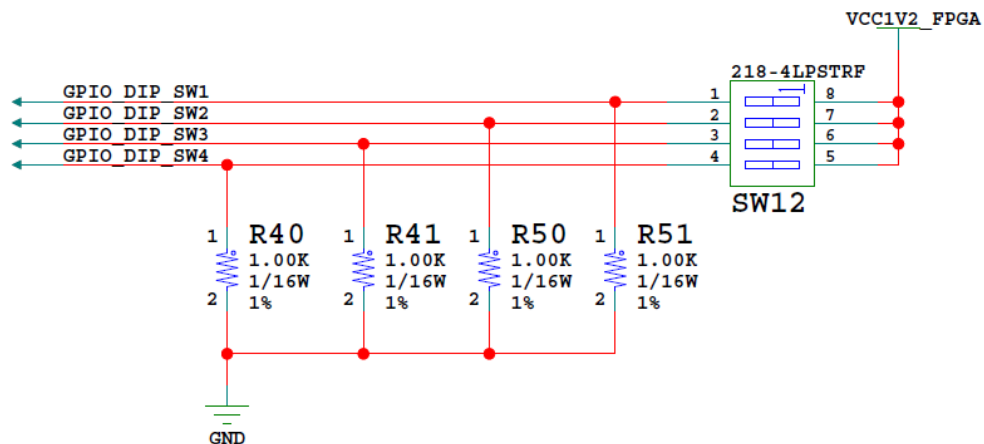 VCC1V2_FPGA
218-4LPSTRF
GPIO_DIP_SW1
1
8
GPIO_DIP_SW2
2
7
GPIO_DIP_SW3
3
6
GPIO_DIP_SW4
4
5
SW12
1
R40
1.00K
1/16W
2
1%
1
R41
1.00K
1/16W
2
1%
1
R50
1.00K
1/16W
2
1%
1
R51
1.00K
1/16W
2
1%
GND